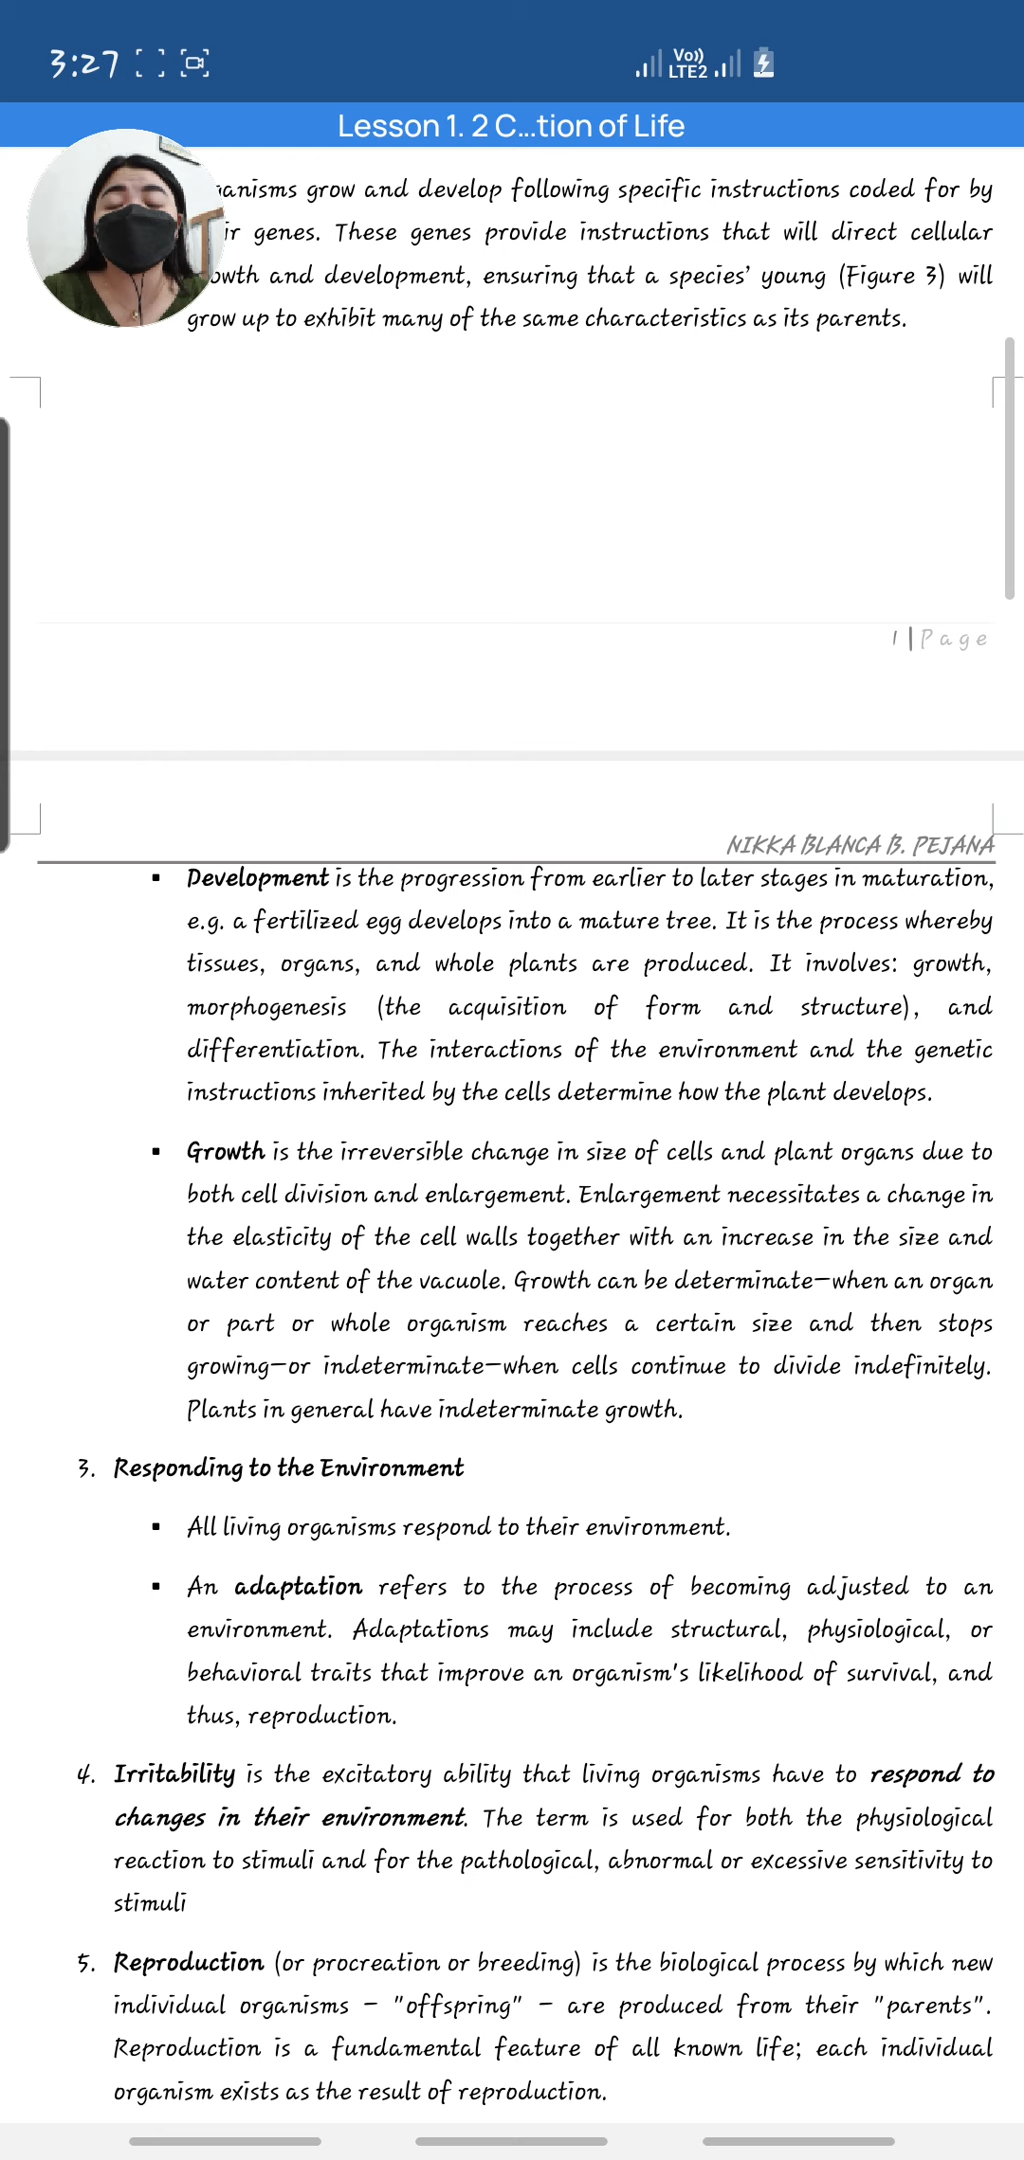 3:27
Vo))
LTE2
Lesson 1. 2 C...tion of Life
anisms grow and develop following specific instructions coded for by
ir genes. These genes provide instructions that will direct cellular
wth and development, ensuring that a species’ young (Figure 3) will
grow up to exhibit many of the same characteristics as its parents.
1 | Page
NIKKA BLANCA B. PEJANA
▪ Development is the progression from earlier to later stages in maturation,
e.g. a fertilized egg develops into a mature tree. It is the process whereby
tissues, organs, and whole plants are produced. It involves: growth,
morphogenesis (the acquisition of form and structure), and
differentiation. The interactions of the environment and the genetic
instructions inherited by the cells determine how the plant develops.
▪ Growth is the irreversible change in size of cells and plant organs due to
both cell division and enlargement. Enlargement necessitates a change in
the elasticity of the cell walls together with an increase in the size and
water content of the vacuole. Growth can be determinate—when an organ
or part or whole organism reaches a certain size and then stops
growing—or indeterminate—when cells continue to divide indefinitely.
Plants in general have indeterminate growth.
3. Responding to the Environment
▪ All living organisms respond to their environment.
▪ An adaptation refers to the process of becoming adjusted to an
environment. Adaptations may include structural, physiological, or
behavioral traits that improve an organism's likelihood of survival, and
thus, reproduction.
4. Irritability is the excitatory ability that living organisms have to respond to
changes in their environment. The term is used for both the physiological
reaction to stimuli and for the pathological, abnormal or excessive sensitivity to
stimuli
5. Reproduction (or procreation or breeding) is the biological process by which new
individual organisms – "offspring" – are produced from their "parents".
Reproduction is a fundamental feature of all known life; each individual
organism exists as the result of reproduction.